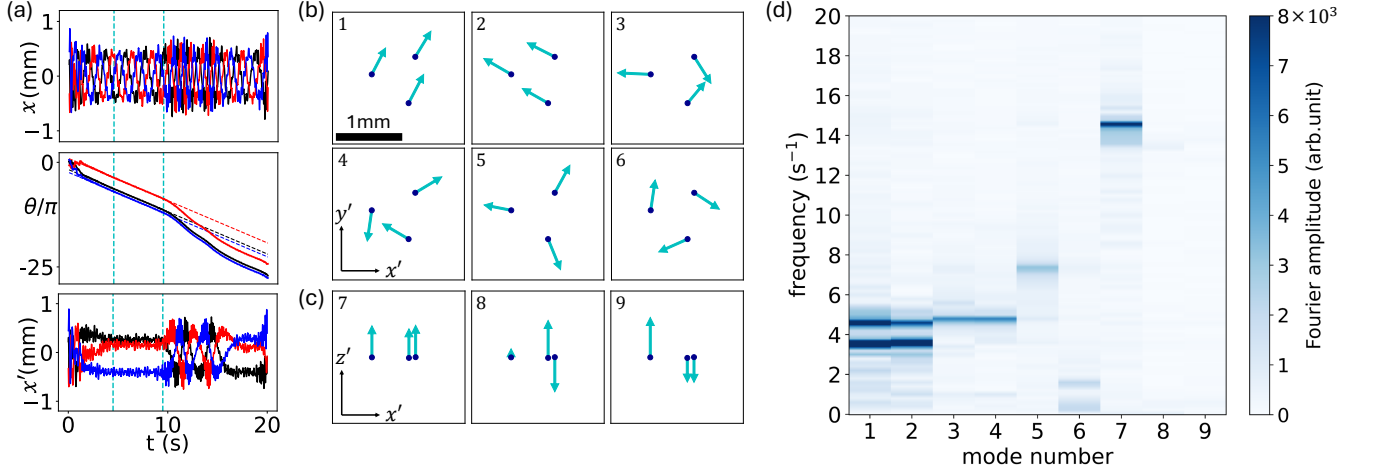 (a)
1
0
−1
x(mm)
0
-25
θ/π
1
0
1
x′(mm)
0
10
20
t (s)
(b)
1
2
3
1mm
4
5
6
y′
x′
(c)
7
8
9
z′
x′
(d)
20
18
16
14
12
10
8
6
4
2
0
frequency (s⁻¹)
1 2 3 4 5 6 7 8 9
mode number
8×10³
7
6
5
4
3
2
1
0
Fourier amplitude (arb.unit)